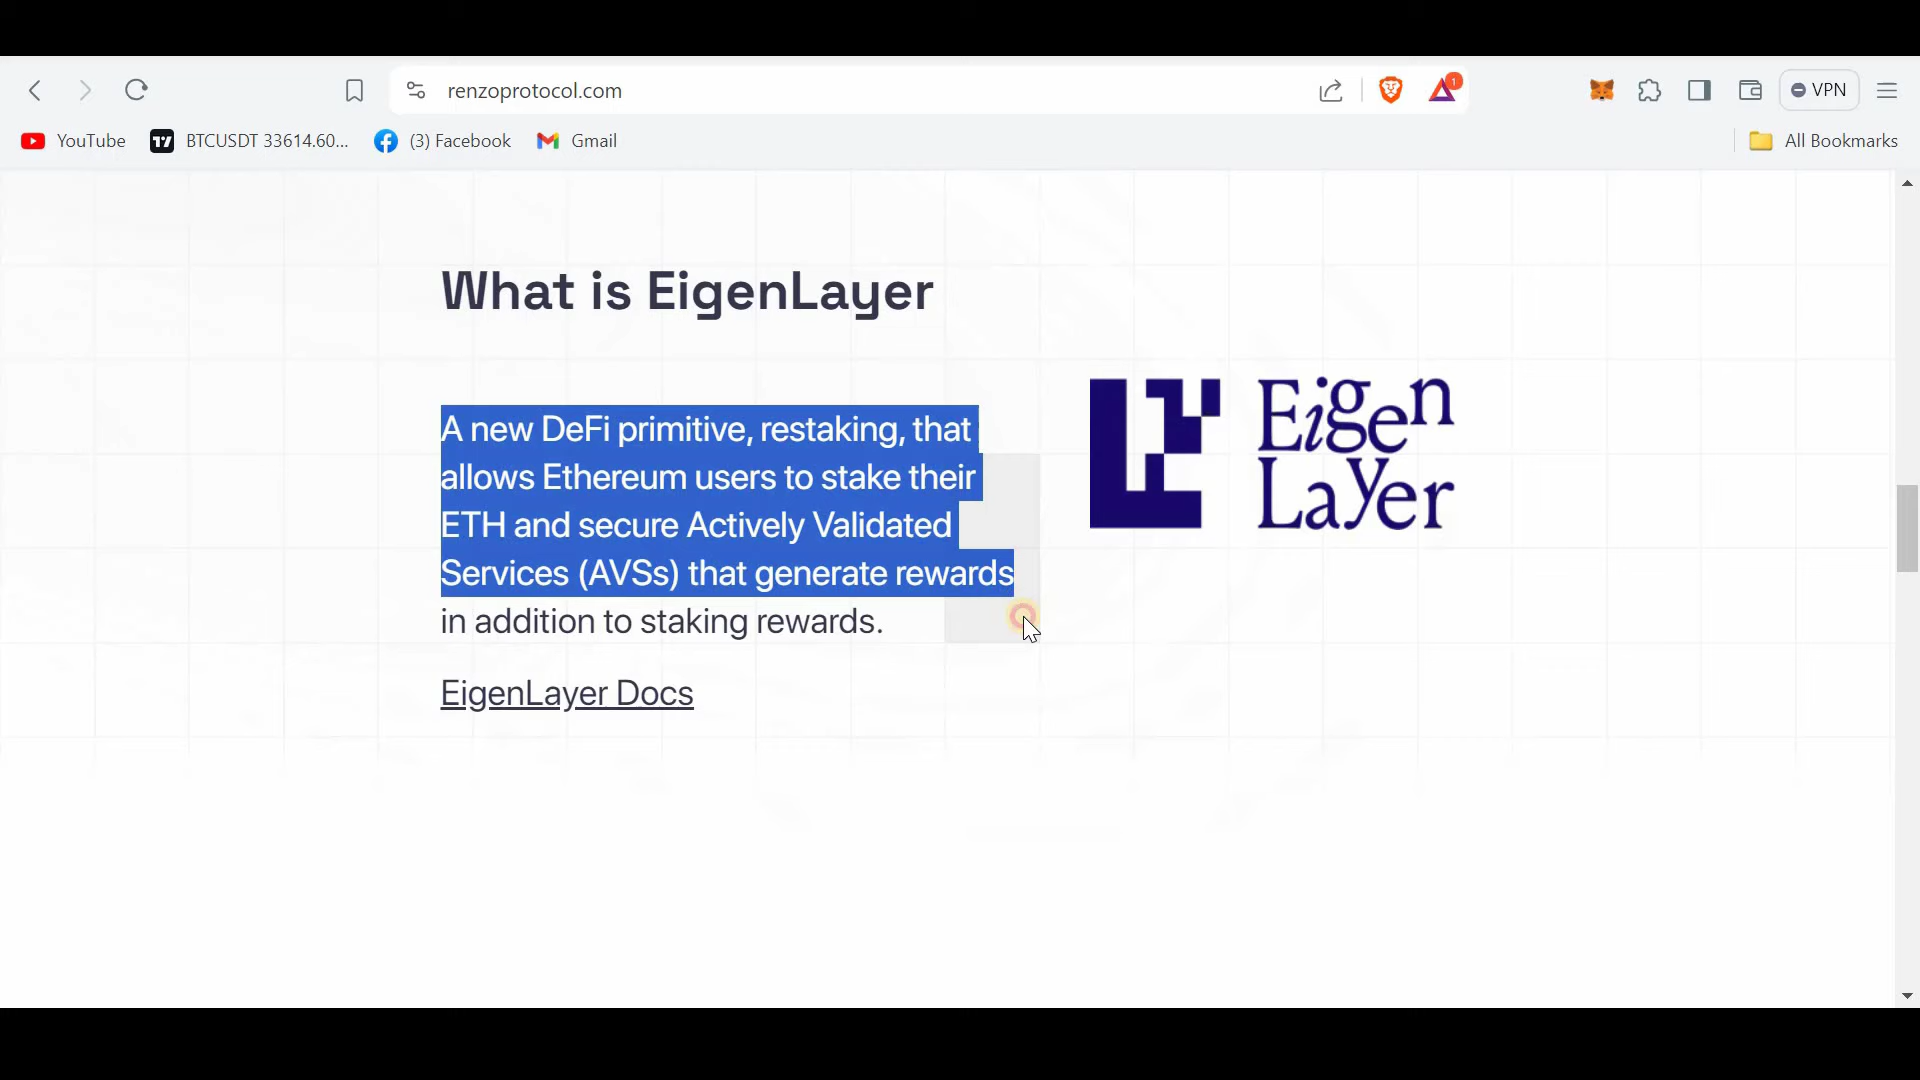 renzoprotocol.com
1
VPN
YouTube
BTCUSDT 33614.60...
(3) Facebook
Gmail
All Bookmarks
What is EigenLayer
A new DeFi primitive, restaking, that
allows Ethereum users to stake their
ETH and secure Actively Validated
Services (AVSs) that generate rewards
in addition to staking rewards.
EigenLayer Docs
Eigen
Layer